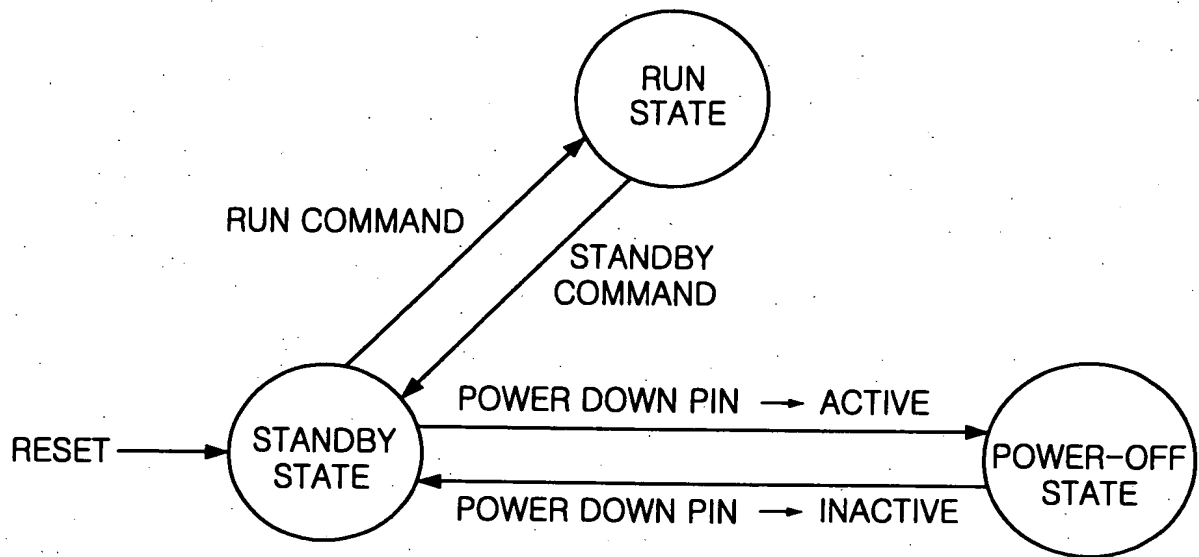 RUN
STATE
RUN COMMAND
STANDBY
COMMAND
POWER DOWN PIN → ACTIVE
RESET
STANDBY
STATE
POWER-OFF
STATE
POWER DOWN PIN → INACTIVE